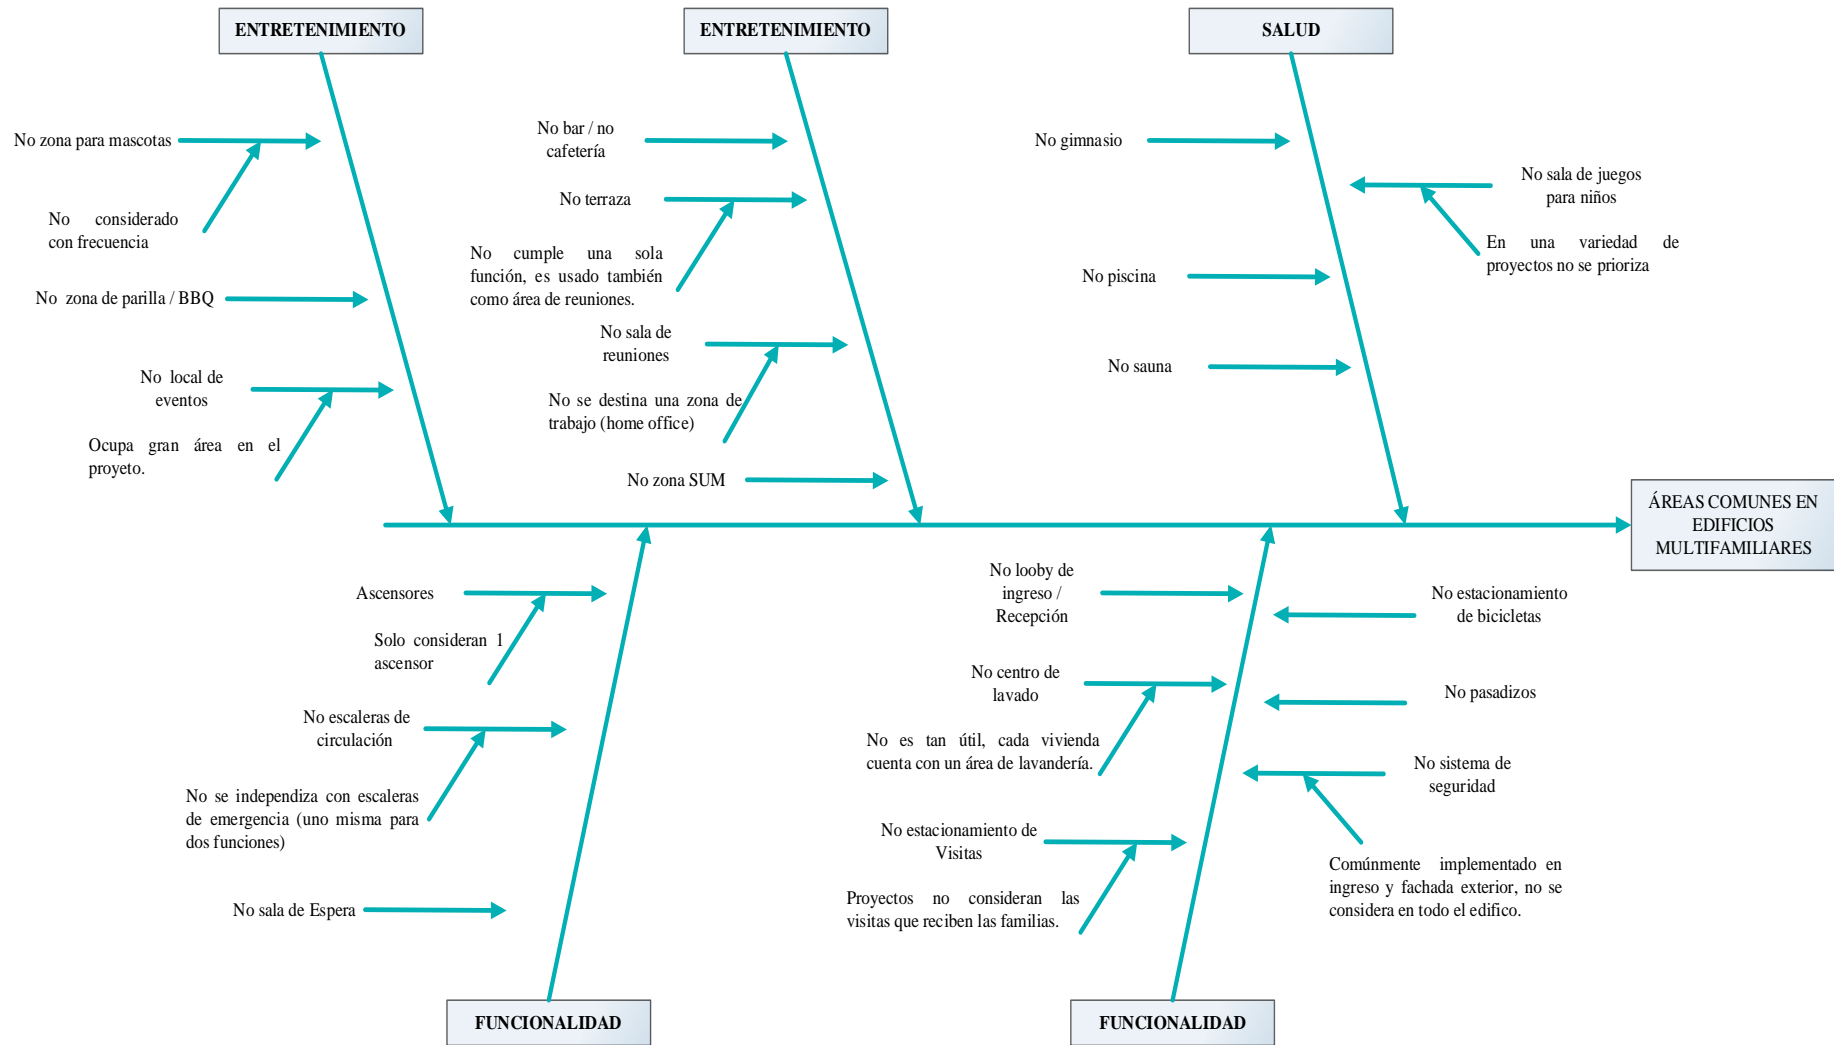 ENTRETENIMIENTO
No zona para mascotas
No considerado
con frecuencia
No zona de parilla / BBQ
No local de
eventos
Ocupa gran área en el
proyeto.
ENTRETENIMIENTO
No bar / no
cafetería
No terraza
No cumple una sola
función, es usado también
como área de reuniones.
No sala de
reuniones
No se destina una zona de
trabajo (home office)
No zona SUM
SALUD
No gimnasio
No sala de juegos
para niños
En una variedad de
proyectos no se prioriza
No piscina
No sauna
ÁREAS COMUNES EN
EDIFICIOS
MULTIFAMILIARES
Ascensores
Solo consideran 1
ascensor
No escaleras de
circulación
No se independiza con escaleras
de emergencia (uno misma para
dos funciones)
No sala de Espera
FUNCIONALIDAD
No looby de
ingreso /
Recepción
No estacionamiento
de bicicletas
No centro de
lavado
No pasadizos
No es tan útil, cada vivienda
cuenta con un área de lavandería.
No sistema de
seguridad
No estacionamiento de
Visitas
Comúnmente implementado en
ingreso y fachada exterior, no se
considera en todo el edifico.
Proyectos no consideran las
visitas que reciben las familias.
FUNCIONALIDAD